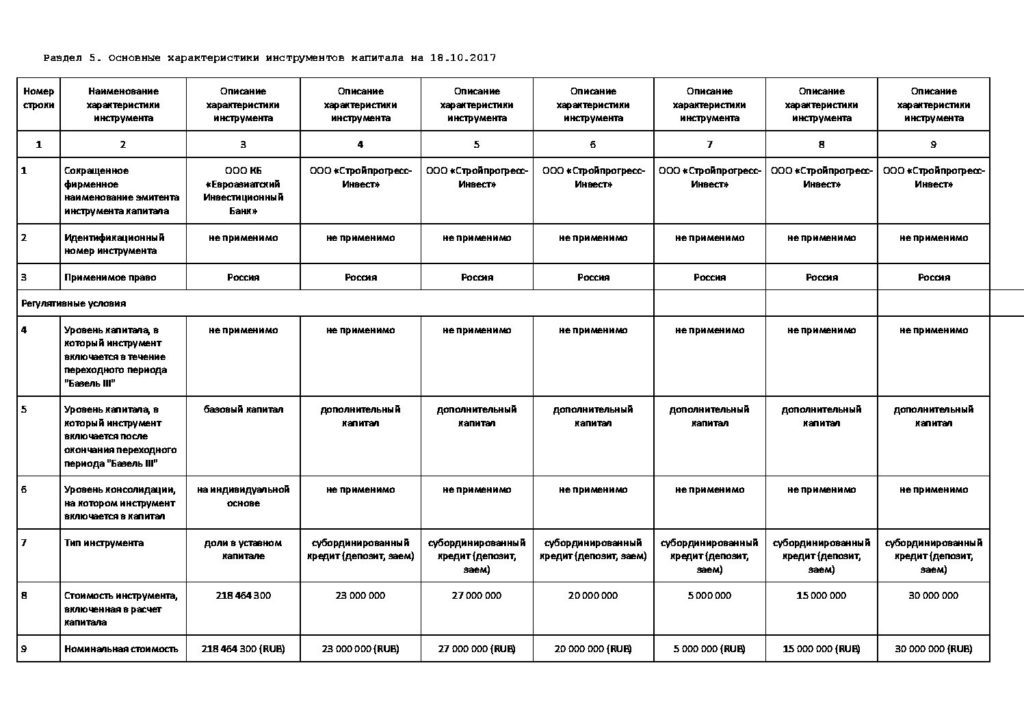 Раздел 5. Основные характеристики инструментов капитала на 18.10.2017
Номер строки Наименование характеристики инструмента Описание характеристики инструмента Описание характеристики инструмента Описание характеристики инструмента Описание характеристики инструмента Описание характеристики инструмента Описание характеристики инструмента Описание характеристики инструмента
1 2 3 4 5 6 7 8 9
1 Сокращенное фирменное наименование эмитента инструмента капитала ООО КБ «Евроазиатский Инвестиционный Банк» ООО «Стройпрогресс-Инвест» ООО «Стройпрогресс-Инвест» ООО «Стройпрогресс-Инвест» ООО «Стройпрогресс-Инвест» ООО «Стройпрогресс-Инвест» ООО «Стройпрогресс-Инвест»
2 Идентификационный номер инструмента не применимо не применимо не применимо не применимо не применимо не применимо не применимо
3 Применимое право Россия Россия Россия Россия Россия Россия Россия
Регулятивные условия
4 Уровень капитала, в который инструмент включается в течение переходного периода "Базель III" не применимо не применимо не применимо не применимо не применимо не применимо не применимо
5 Уровень капитала, в который инструмент включается после окончания переходного периода "Базель III" базовый капитал дополнительный капитал дополнительный капитал дополнительный капитал дополнительный капитал дополнительный капитал дополнительный капитал
6 Уровень консолидации, на котором инструмент включается в капитал на индивидуальной основе не применимо не применимо не применимо не применимо не применимо не применимо
7 Тип инструмента доли в уставном капитале субординированный кредит (депозит, заем) субординированный кредит (депозит, заем) субординированный кредит (депозит, заем) субординированный кредит (депозит, заем) субординированный кредит (депозит, заем) субординированный кредит (депозит, заем)
8 Стоимость инструмента, включенная в расчет капитала 218 464 300 23 000 000 27 000 000 20 000 000 5 000 000 15 000 000 30 000 000
9 Номинальная стоимость 218 464 300 (RUB) 23 000 000 (RUB) 27 000 000 (RUB) 20 000 000 (RUB) 5 000 000 (RUB) 15 000 000 (RUB) 30 000 000 (RUB)